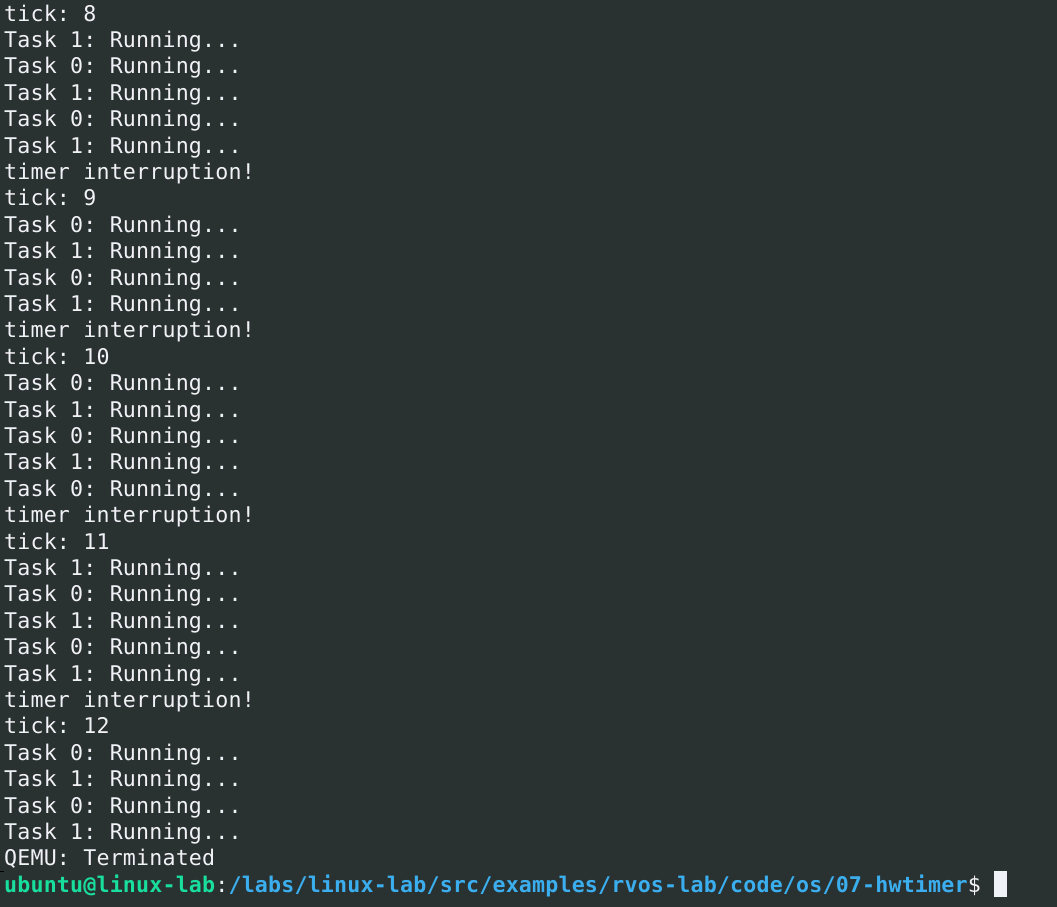 tick: 8
Task 1: Running...
Task 0: Running...
Task 1: Running...
Task 0: Running...
Task 1: Running...
timer interruption!
tick: 9
Task 0: Running...
Task 1: Running...
Task 0: Running...
Task 1: Running...
timer interruption!
tick: 10
Task 0: Running...
Task 1: Running...
Task 0: Running...
Task 1: Running...
Task 0: Running...
timer interruption!
tick: 11
Task 1: Running...
Task 0: Running...
Task 1: Running...
Task 0: Running...
Task 1: Running...
timer interruption!
tick: 12
Task 0: Running...
Task 1: Running...
Task 0: Running...
Task 1: Running...
QEMU: Terminated
ubuntu@linux-lab:/labs/linux-lab/src/examples/rvos-lab/code/os/07-hwtimer$